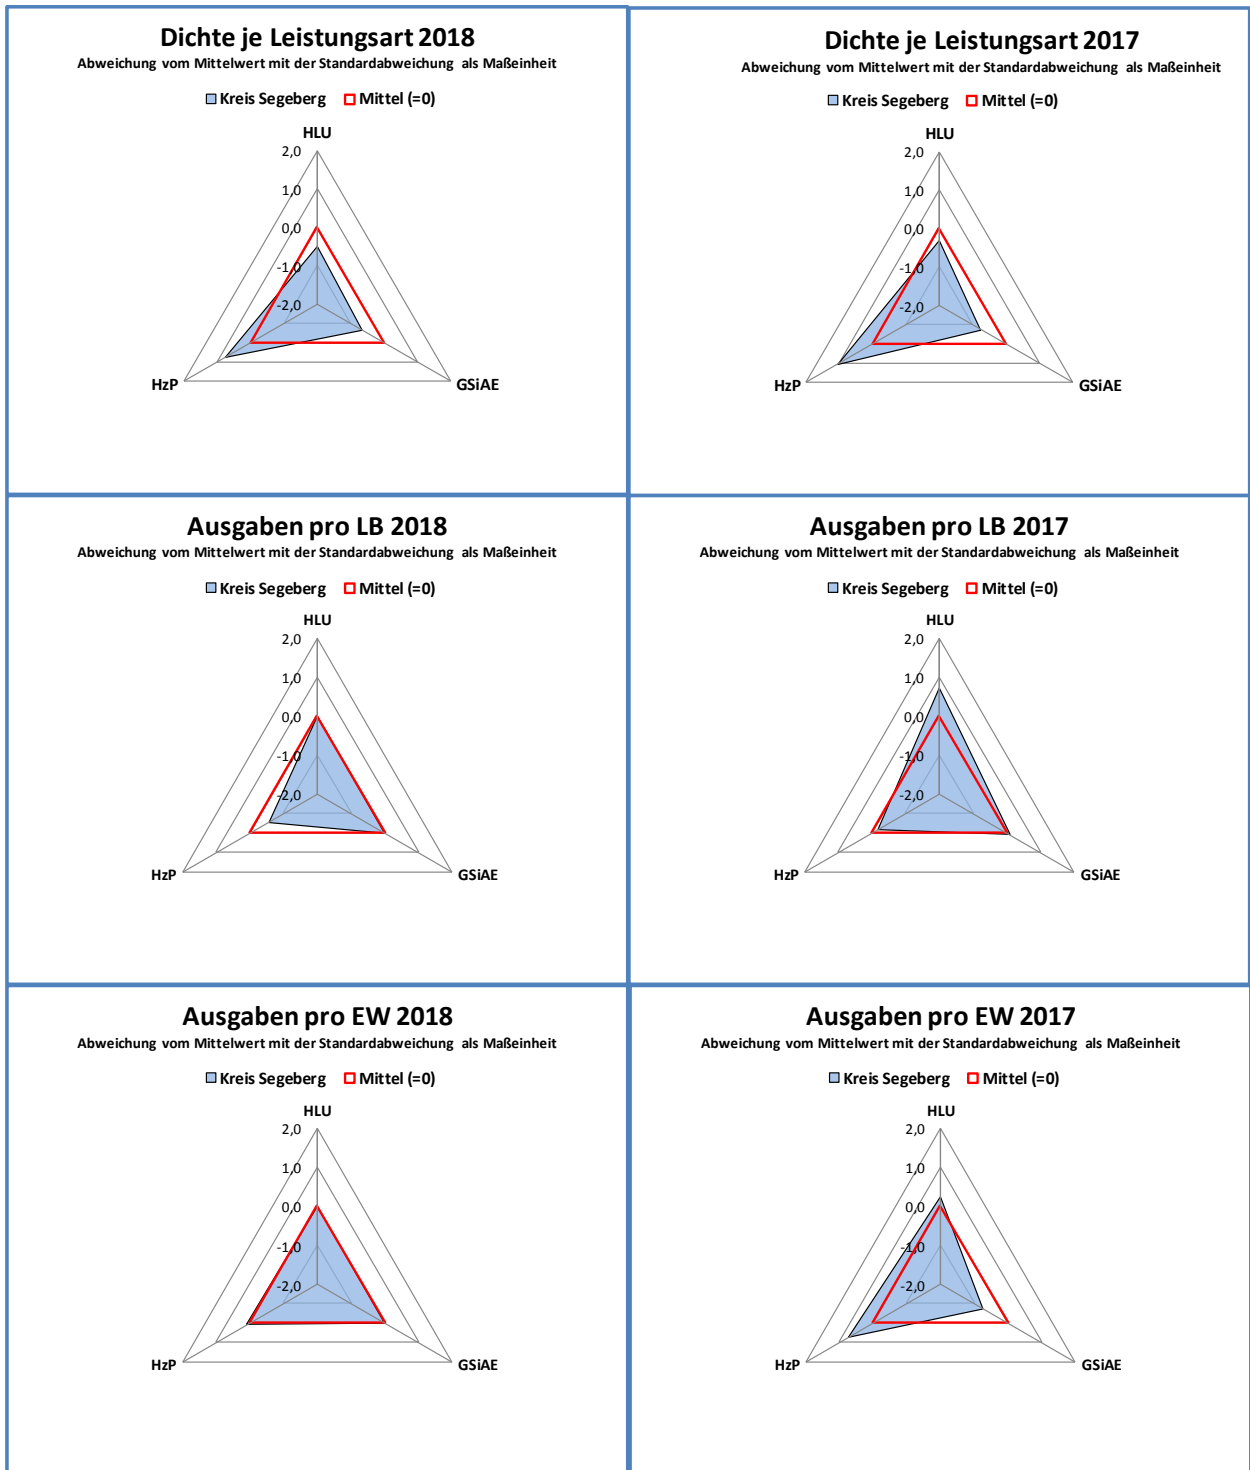 Dichte je Leistungsart 2018
Abweichung vom Mittelwert mit der Standardabweichung als Maßeinheit
Kreis Segeberg Mittel (=0)
HLU
2,0
1,0
0,0
-1,0
-2,0
HzP
GSiAE
Dichte je Leistungsart 2017
Abweichung vom Mittelwert mit der Standardabweichung als Maßeinheit
Kreis Segeberg Mittel (=0)
HLU
2,0
1,0
0,0
-1,0
-2,0
HzP
GSiAE
Ausgaben pro LB 2018
Abweichung vom Mittelwert mit der Standardabweichung als Maßeinheit
Kreis Segeberg Mittel (=0)
HLU
2,0
1,0
0,0
-1,0
-2,0
HzP
GSiAE
Ausgaben pro LB 2017
Abweichung vom Mittelwert mit der Standardabweichung als Maßeinheit
Kreis Segeberg Mittel (=0)
HLU
2,0
1,0
0,0
-1,0
-2,0
HzP
GSiAE
Ausgaben pro EW 2018
Abweichung vom Mittelwert mit der Standardabweichung als Maßeinheit
Kreis Segeberg Mittel (=0)
HLU
2,0
1,0
0,0
-1,0
-2,0
HzP
GSiAE
Ausgaben pro EW 2017
Abweichung vom Mittelwert mit der Standardabweichung als Maßeinheit
Kreis Segeberg Mittel (=0)
HLU
2,0
1,0
0,0
-1,0
-2,0
HzP
GSiAE